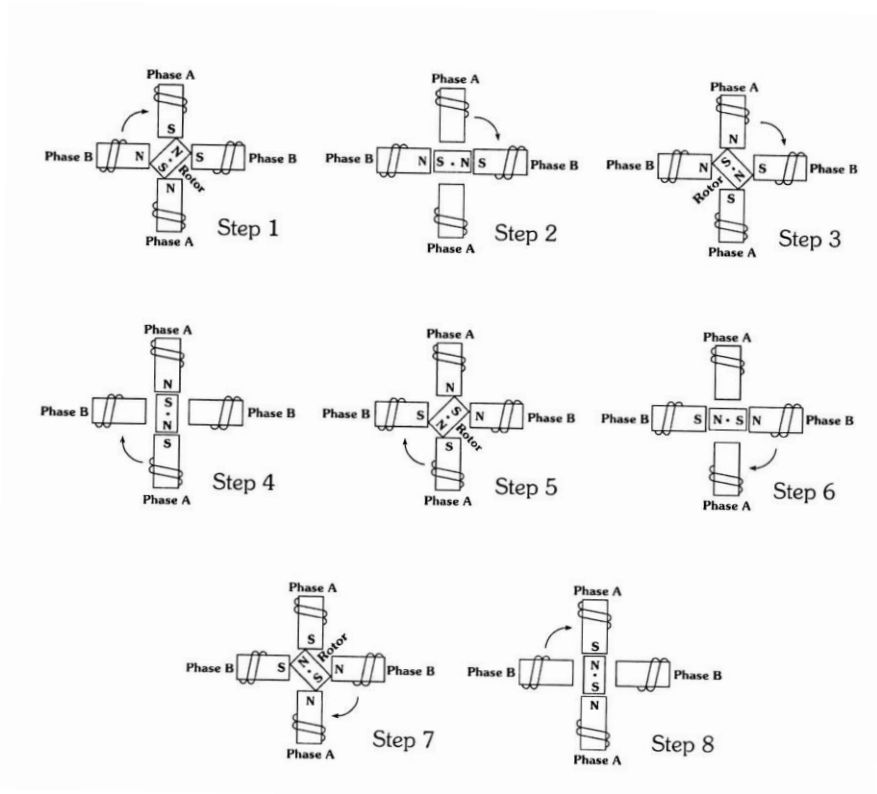 Phase A
S
Phase B N S N Rotor S Phase B
N
Phase A
Step 1
Phase A
Phase B N S N S Phase B
Phase A
Step 2
Phase A
N
Phase B N S N Rotor S Phase B
S
Phase A
Step 3
Phase A
N
Phase B S N Phase B
S
Phase A
Step 4
Phase A
N
Phase B S N S Rotor N Phase B
S
Phase A
Step 5
Phase A
Phase B S N S N Phase B
Phase A
Step 6
Phase A
S
Phase B S N S Rotor N Phase B
N
Phase A
Step 7
Phase A
S
Phase B N S Phase B
N
Phase A
Step 8